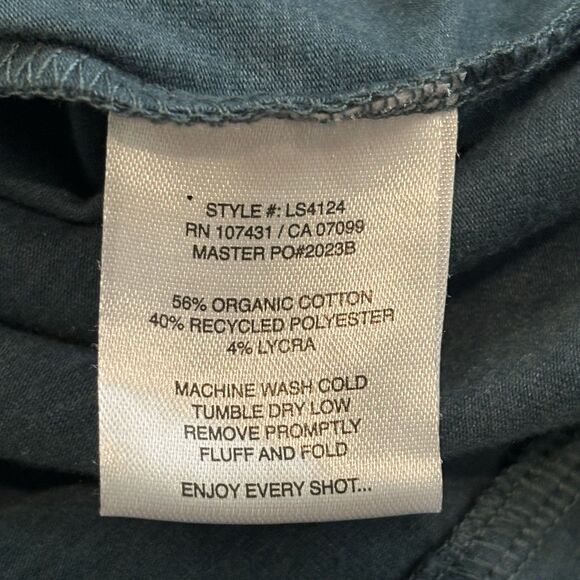 STYLE #: LS4124
RN 107431 / CA 07099
MASTER PO#2023B
56% ORGANIC COTTON
40% RECYCLED POLYESTER
4% LYCRA
MACHINE WASH COLD
TUMBLE DRY LOW
REMOVE PROMPTLY
FLUFF AND FOLD
ENJOY EVERY SHOT...